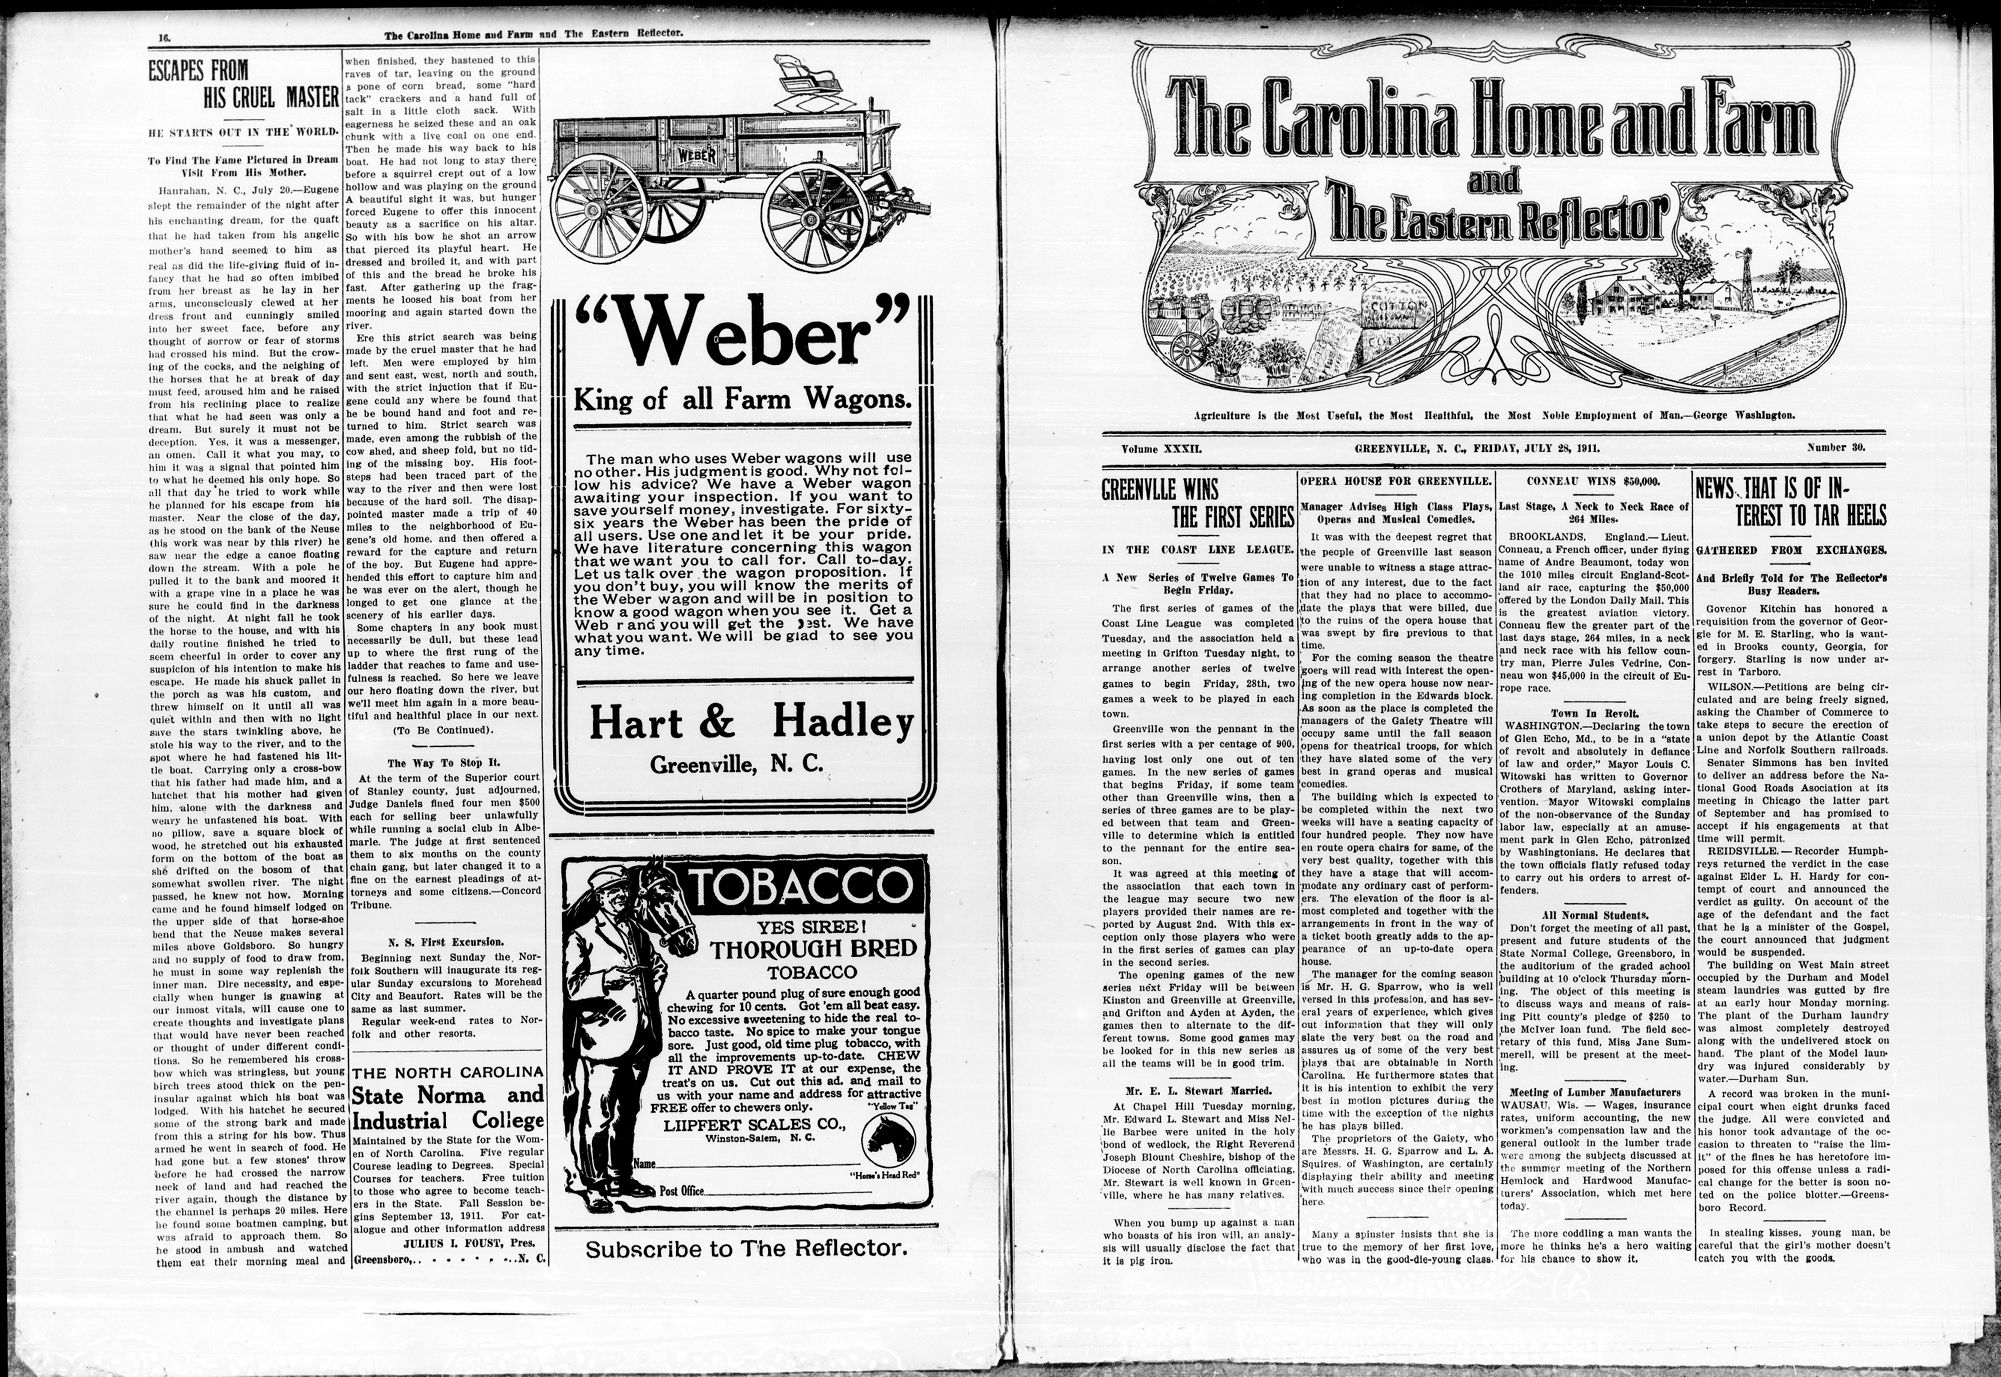 16.
The Carolina Home and Farm and The Eastern Reflector.
ESCAPES FROM
HIS CRUEL MASTER
HE STARTS OUT IN THE WORLD.
To Find The Fame Pictured in Dream
Visit From His Mother.
Hanrahan, N. C., July 20.—Eugene
slept the remainder of the night after
his enchanting dream, for the quaft
that he had taken from his angelic
mother's hand seemed to him as
real as did the life-giving fluid of in-
fancy that he had so often imbibed
from her breast as he lay in her
arms, unconsciously clewed at her
dress front and cunningly smiled
into her sweet face, before any
thought of sorrow or fear of storms
had crossed his mind. But the crow-
ing of the cocks, and the neighing of
the horses that he at break of day
must feed, aroused him and he raised
from his reclining place to realize
that what he had seen was only a
dream. But surely it must not be
deception. Yes, it was a messenger,
an omen. Call it what you may, to
him it was a signal that pointed him
to what he deemed his only hope. So
all that day he tried to work while
he planned for his escape from his
master. Near the close of the day,
as he stood on the bank of the Neuse
(his work was near by this river) he
saw near the edge a canoe floating
down the stream. With a pole he
pulled it to the bank and moored it
with a grape vine in a place he was
sure he could find in the darkness
of the night. At night fall he took
the horse to the house, and with his
daily routine finished he tried to
seem cheerful in order to cover any
suspicion of his intention to make his
escape. He made his shuck pallet in
the porch as was his custom, and
threw himself on it until all was
quiet within and then with no light
save the stars twinkling above, he
stole his way to the river, and to the
spot where he had fastened his lit-
tle boat. Carrying only a cross-bow
that his father had made him, and a
hatchet that his mother had given
him, alone with the darkness and
weary he unfastened his boat. With
no pillow, save a square block of
wood, he stretched out his exhausted
form on the bottom of the boat as
she drifted on the bosom of that
somewhat swollen river. The night
passed, he knew not how. Morning
came and he found himself lodged on
the upper side of that horse-shoe
bend that the Neuse makes several
miles above Goldsboro. So hungry
and no supply of food to draw from,
he must in some way replenish the
inner man. Dire necessity, and espe-
cially when hunger is gnawing at
our inmost vitals, will cause one to
create thoughts and investigate plans
that would have never been reached
or thought of under different condi-
tions. So he remembered his cross-
bow which was stringless, but young
birch trees stood thick on the pen-
insular against which his boat was
lodged. With his hatchet he secured
some of the strong bark and made
from this a string for his bow. Thus
armed he went in search of food. He
had gone but a few stones' throw
before he had crossed the narrow
neck of land and had reached the
river again, though the distance by
the channel is perhaps 20 miles. Here
he found some boatmen camping, but
was afraid to approach them. So
he stood in ambush and watched
them eat their morning meal and
when finished, they hastened to this
raves of tar, leaving on the ground
a pone of corn bread, some "hard
tack" crackers and a hand full of
salt in a little cloth sack. With
eagerness he seized these and an oak
chunk with a live coal on one end.
Then he made his way back to his
boat. He had not long to stay there
before a squirrel crept out of a low
hollow and was playing on the ground
A beautiful sight it was, but hunger
forced Eugene to offer this innocent
beauty as a sacrifice on his altar.
So with his bow he shot an arrow
that pierced its playful heart. He
dressed and broiled it, and with part
of this and the bread he broke his
fast. After gathering up the frag-
ments he loosed his boat from her
mooring and again started down the
river.
Ere this strict search was being
made by the cruel master that he had
left. Men were employed by him
and sent east, west, north and south,
with the strict injuction that if Eu-
gene could any where be found that
he be bound hand and foot and re-
turned to him. Strict search was
made, even among the rubbish of the
cow shed, and sheep fold, but no tid-
ing of the missing boy. His foot-
steps had been traced part of the
way to the river and then were lost
because of the hard soil. The disap-
pointed master made a trip of 40
miles to the neighborhood of Eu-
gene's old home, and then offered a
reward for the capture and return
of the boy. But Eugene had appre-
hended this effort to capture him and
he was ever on the alert, though he
longed to get one glance at the
scenery of his earlier days.
Some chapters in any book must
necessarily be dull, but these lead
up to where the first rung of the
ladder that reaches to fame and use-
fulness is reached. So here we leave
our hero floating down the river, but
we'll meet him again in a more beau-
tiful and healthful place in our next.
(To Be Continued).
The Way To Stop It.
At the term of the Superior court
of Stanley county, just adjourned,
Judge Daniels fined four men $500
each for selling beer unlawfully
while running a social club in Albe-
marle. The judge at first sentenced
them to six months on the county
chain gang, but later changed it to a
fine on the earnest pleadings of at-
torneys and some citizens.—Concord
Tribune.
N. S. First Excursion.
Beginning next Sunday the Nor-
folk Southern will inaugurate its reg-
ular Sunday excursions to Morehead
City and Beaufort. Rates will be the
same as last summer.
Regular week-end rates to Nor-
folk and other resorts.
THE NORTH CAROLINA
State Norma and
Industrial College
Maintained by the State for the Wom-
en of North Carolina. Five regular
Courese leading to Degrees. Special
Courses for teachers. Free tuition
to those who agree to become teach-
ers in the State. Fall Session be-
gins September 13, 1911. For cat-
alogue and other information address
JULIUS I. FOUST, Pres.
Greensboro,.. . . . . ...N. C.
WEBER
"Weber"
King of all Farm Wagons.
The man who uses Weber wagons will use
no other. His judgment is good. Why not fol-
low his advice? We have a Weber wagon
awaiting your inspection. If you want to
save yourself money, investigate. For sixty-
six years the Weber has been the pride of
all users. Use one and let it be your pride.
We have literature concerning this wagon
that we want you to call for. Call to-day.
Let us talk over the wagon proposition. If
you don't buy, you will know the merits of
the Weber wagon and will be in position to
know a good wagon when you see it. Get a
Web r and you will get the best. We have
what you want. We will be glad to see you
any time.
Hart & Hadley
Greenville, N. C.
TOBACCO
YES SIREE!
THOROUGH BRED
TOBACCO
A quarter pound plug of sure enough good
chewing for 10 cents. Got 'em all beat easy.
No excessive sweetening to hide the real to-
bacco taste. No spice to make your tongue
sore. Just good, old time plug tobacco, with
all the improvements up-to-date. CHEW
IT AND PROVE IT at our expense, the
treat's on us. Cut out this ad. and mail to
us with your name and address for attractive
FREE offer to chewers only.
"Yellow Tag"
LIIPFERT SCALES CO.,
Winston-Salem, N. C.
Name
"Horse's Head Red"
Post Office
Subscribe to The Reflector.
The Carolina Home and Farm
and
The Eastern Reflector
COTTON
Agriculture is the Most Useful, the Most Healthful, the Most Noble Employment of Man.—George Washington.
Volume XXXII.
GREENVILLE, N. C., FRIDAY, JULY 28, 1911.
Number 30.
GREENVLLE WINS
THE FIRST SERIES
IN THE COAST LINE LEAGUE.
A New Series of Twelve Games To
Begin Friday.
The first series of games of the
Coast Line League was completed
Tuesday, and the association held a
meeting in Grifton Tuesday night, to
arrange another series of twelve
games to begin Friday, 28th, two
games a week to be played in each
town.
Greenville won the pennant in the
first series with a per centage of 900,
having lost only one out of ten
games. In the new series of games
that begins Friday, if some team
other than Greenville wins, then a
series of three games are to be play-
ed between that team and Green-
ville to determine which is entitled
to the pennant for the entire sea-
son.
It was agreed at this meeting of
the association that each town in
the league may secure two new
players provided their names are re-
ported by August 2nd. With this ex-
ception only those players who were
in the first series of games can play
in the second series.
The opening games of the new
series next Friday will be between
Kinston and Greenville at Greenville,
and Grifton and Ayden at Ayden, the
games then to alternate to the dif-
ferent towns. Some good games may
be looked for in this new series as
all the teams will be in good trim.
Mr. E. L. Stewart Married.
At Chapel Hill Tuesday morning,
Mr. Edward L. Stewart and Miss Nel-
lie Barbee were united in the holy
bond of wedlock, the Right Reverend
Joseph Blount Cheshire, bishop of the
Diocese of North Carolina officiating.
Mr. Stewart is well known in Green-
ville, where he has many relatives.
When you bump up against a man
who boasts of his iron will, an analy-
sis will usually disclose the fact that
it is pig iron.
OPERA HOUSE FOR GREENVILLE.
Manager Advises High Class Plays,
Operas and Musical Comedies.
It was with the deepest regret that
the people of Greenville last season
were unable to witness a stage attrac-
tion of any interest, due to the fact
that they had no place to accommo-
date the plays that were billed, due
to the ruins of the opera house that
was swept by fire previous to that
time.
For the coming season the theatre
goers will read with interest the open-
ing of the new opera house now near-
ing completion in the Edwards block.
As soon as the place is completed the
managers of the Gaiety Theatre will
occupy same until the fall season
opens for theatrical troops, for which
they have slated some of the very
best in grand operas and musical
comedies.
The building which is expected to
be completed within the next two
weeks will have a seating capacity of
four hundred people. They now have
en route opera chairs for same, of the
very best quality, together with this
they have a stage that will accom-
modate any ordinary cast of perform-
ers. The elevation of the floor is al-
most completed and together with the
arrangements in front in the way of
a ticket booth greatly adds to the ap-
pearance of an up-to-date opera
house.
The manager for the coming season
is Mr. H. G. Sparrow, who is well
versed in this profession, and has sev-
eral years of experience, which gives
out information that they will only
slate the very best on the road and
assures us of some of the very best
plays that are obtainable in North
Carolina. He furthermore states that
it is his intention to exhibit the very
best in motion pictures during the
time with the exception of the nights
he has plays billed.
The proprietors of the Gaiety, who
are Messrs. H. G. Sparrow and L. A.
Squires, of Washington, are certainly
displaying their ability and meeting
with much success since their opening
here.
Many a spinster insists that she is
true to the memory of her first love,
who was in the good-die-young class.
CONNEAU WINS $50,000.
Last Stage, A Neck to Neck Race of
264 Miles.
BROOKLANDS, England.— Lieut.
Conneau, a French officer, under flying
name of Andre Beaumont, today won
the 1010 miles circuit England-Scot-
land air race, capturing the $50,000
offered by the London Daily Mail. This
is the greatest aviation victory.
Conneau flew the greater part of the
last days stage, 264 miles, in a neck
and neck race with his fellow coun-
try man, Pierre Jules Vedrine, Con-
neau won $45,000 in the circuit of Eu-
rope race.
Town In Revolt.
WASHINGTON.—Declaring the town
of Glen Echo, Md., to be in a "state
of revolt and absolutely in defiance
of law and order," Mayor Louis C.
Witowski has written to Governor
Crothers of Maryland, asking inter-
vention. Mayor Witowski complains
of the non-observance of the Sunday
labor law, especially at an amuse-
ment park in Glen Echo, patronized
by Washingtonians. He declares that
the town officials flatly refused today
to carry out his orders to arrest of-
fenders.
All Normal Students.
Don't forget the meeting of all past,
present and future students of the
State Normal College, Greensboro, in
the auditorium of the graded school
building at 10 o'clock Thursday morn-
ing. The object of this meeting is
to discuss ways and means of rais-
ing Pitt county's pledge of $250 to
the McIver loan fund. The field sec-
retary of this fund, Miss Jane Sum-
merell, will be present at the meet-
ing.
Meeting of Lumber Manufacturers
WAUSAU, Wis. — Wages, insurance
rates, uniform accounting, the new
workmen's compensation law and the
general outlook in the lumber trade
were among the subjects discussed at
the summer meeting of the Northern
Hemlock and Hardwood Manufac-
turers' Association, which met here
today.
The more coddling a man wants the
more he thinks he's a hero waiting
for his chance to show it.
NEWS THAT IS OF IN-
TEREST TO TAR HEELS
GATHERED FROM EXCHANGES.
And Briefly Told for The Reflector's
Busy Readers.
Govenor Kitchin has honored a
requisition from the governor of Geor-
gie for M. E. Starling, who is want-
ed in Brooks county, Georgia, for
forgery. Starling is now under ar-
rest in Tarboro.
WILSON.—Petitions are being cir-
culated and are being freely signed,
asking the Chamber of Commerce to
take steps to secure the erection of
a union depot by the Atlantic Coast
Line and Norfolk Southern railroads.
Senater Simmons has ben invited
to deliver an address before the Na-
tional Good Roads Asociation at its
meeting in Chicago the latter part
of September and has promised to
accept if his engagements at that
time will permit.
REIDSVILLE. — Recorder Humph-
reys returned the verdict in the case
against Elder L. H. Hardy for con-
tempt of court and announced the
verdict as guilty. On account of the
age of the defendant and the fact
that he is a minister of the Gospel,
the court announced that judgment
would be suspended.
The building on West Main street
occupied by the Durham and Model
steam laundries was gutted by fire
at an early hour Monday morning.
The plant of the Durham laundry
was almost completely destroyed
along with the undelivered stock on
hand. The plant of the Model laun-
dry was injured considerably by
water.—Durham Sun.
A record was broken in the muni-
cipal court when eight drunks faced
the judge. All were convicted and
his honor took advantage of the oc-
casion to threaten to "raise the lim-
it" of the fines he has heretofore im-
posed for this offense unless a radi-
cal change for the better is soon no-
ted on the police blotter.—Greens-
boro Record.
In stealing kisses, young man, be
careful that the girl's mother doesn't
catch you with the goods.